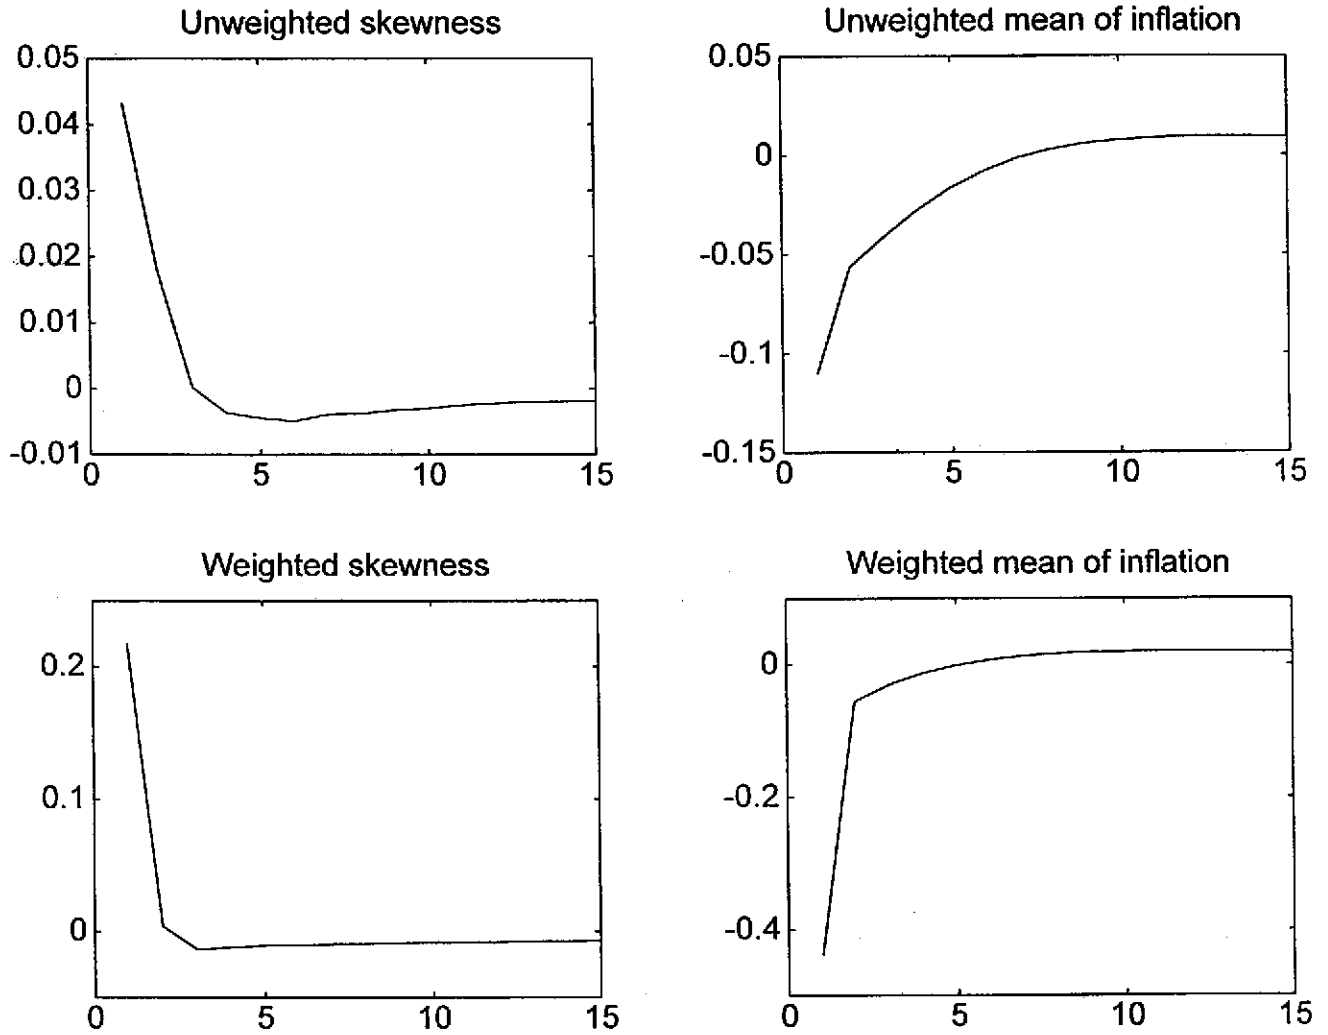 Unweighted skewness
0.05
0.04
0.03
0.02
0.01
0
-0.01
0 5 10 15
Unweighted mean of inflation
0.05
0
-0.05
-0.1
-0.15
0 5 10 15
Weighted skewness
0.2
0.1
0
0 5 10 15
Weighted mean of inflation
0
-0.2
-0.4
0 5 10 15